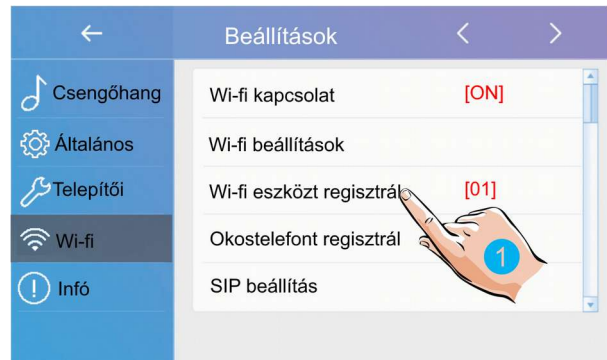 Beállítások
Csengőhang
Általános
Telepítői
Wi-fi
Infó
Wi-fi kapcsolat [ON]
Wi-fi beállítások
Wi-fi eszközt regisztrál [01]
Okostelefont regisztrál
SIP beállítás
1